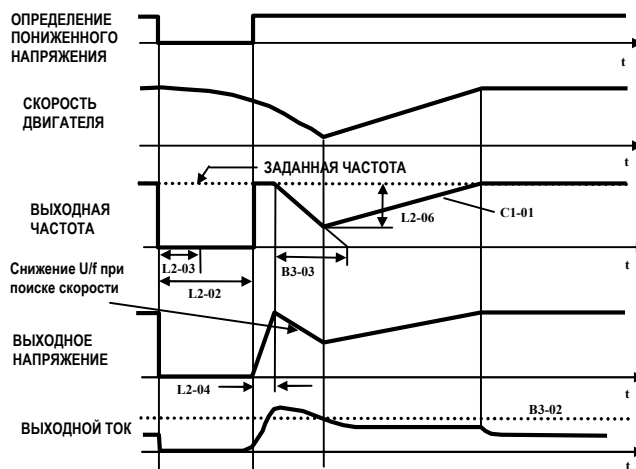 ОПРЕДЕЛЕНИЕ
ПОНИЖЕННОГО
НАПРЯЖЕНИЯ
t
СКОРОСТЬ
ДВИГАТЕЛЯ
t
ЗАДАННАЯ ЧАСТОТА
ВЫХОДНАЯ
ЧАСТОТА
L2-06
C1-01
t
L2-03
B3-03
L2-02
Снижение U/f при
поиске скорости
ВЫХОДНОЕ
НАПРЯЖЕНИЕ
L2-04
t
B3-02
ВЫХОДНОЙ ТОК
t